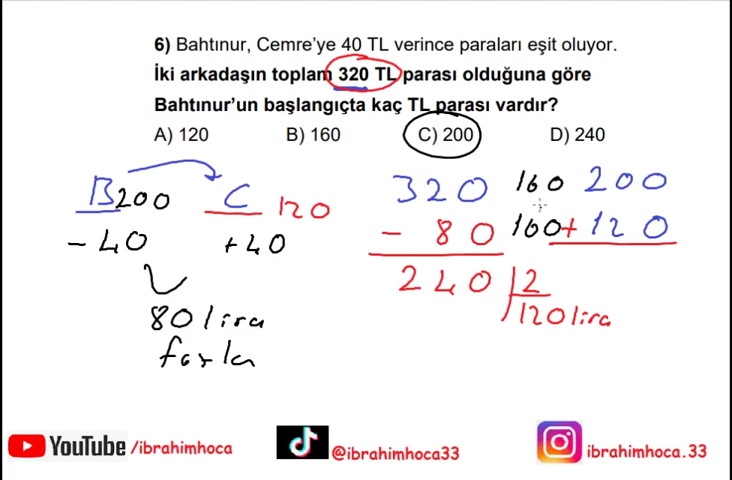 6) Bahtınur, Cemre'ye 40 TL verince paraları eşit oluyor.
İki arkadaşın toplam 320 TL parası olduğuna göre
Bahtınur'un başlangıçta kaç TL parası vardır?
A) 120 B) 160 C) 200 D) 240
B 200 C 120
- 40 +40
80 lira
fazla
320
- 80
240 | 2
120 lira
160 200
160 + 120
YouTube /ibrahimhoca
@ibrahimhoca33
ibrahimhoca.33